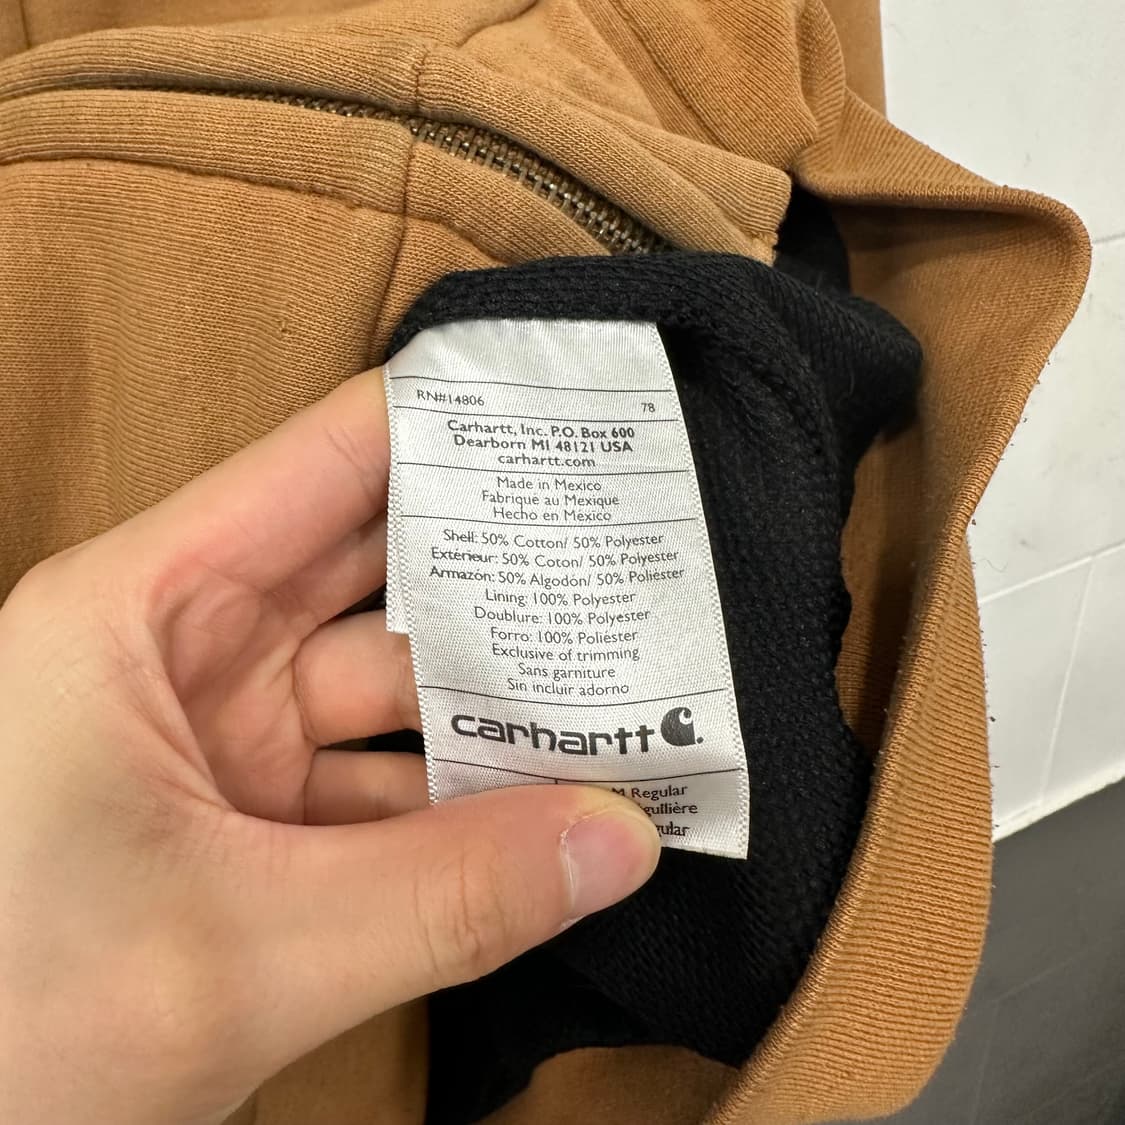 RN#14806 78
Carhartt, Inc. P.O. Box 600
Dearborn MI 48121 USA
carhartt.com
Made in Mexico
Fabriqué au Mexique
Hecho en México
Shell: 50% Cotton/ 50% Polyester
Extérieur: 50% Coton/ 50% Polyester
Armazón: 50% Algodón/ 50% Poliéster
Lining: 100% Polyester
Doublure: 100% Polyester
Forro: 100% Poliéster
Exclusive of trimming
Sans garniture
Sin incluir adorno
carhartt
M Regular